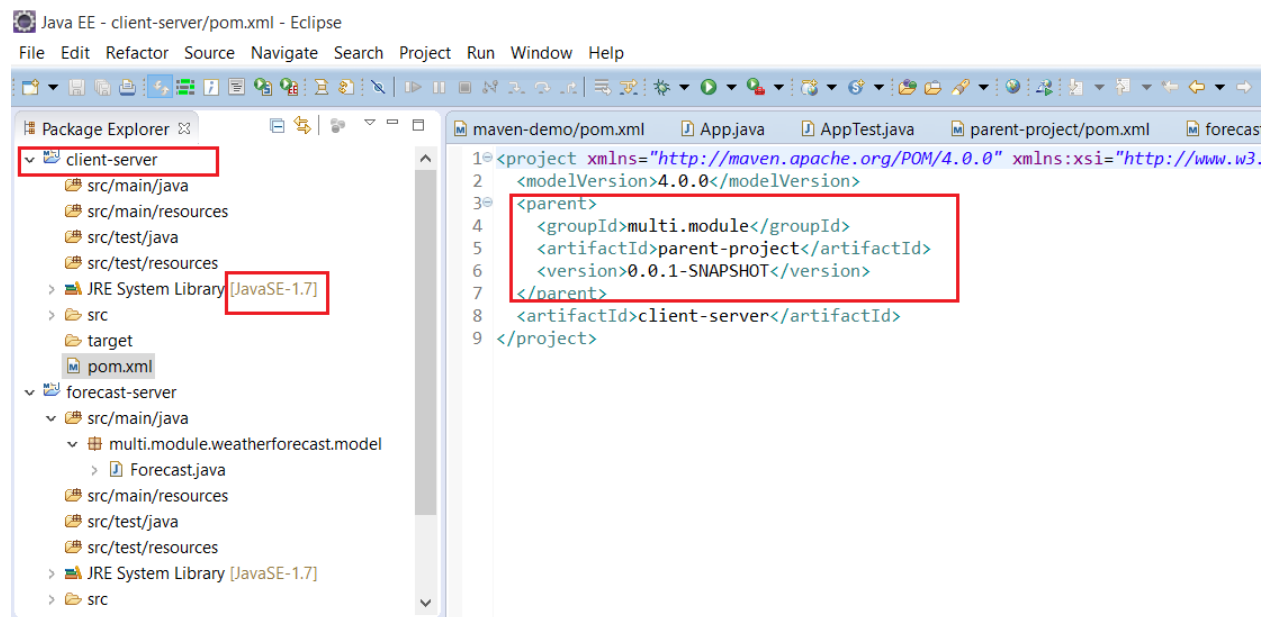 Java EE - client-server/pom.xml - Eclipse
File Edit Refactor Source Navigate Search Project Run Window Help
Package Explorer
client-server
src/main/java
src/main/resources
src/test/java
src/test/resources
JRE System Library [JavaSE-1.7]
src
target
pom.xml
forecast-server
src/main/java
multi.module.weatherforecast.model
Forecast.java
src/main/resources
src/test/java
src/test/resources
JRE System Library [JavaSE-1.7]
src
maven-demo/pom.xml App.java AppTest.java parent-project/pom.xml forecast
1 <project xmlns="http://maven.apache.org/POM/4.0.0" xmlns:xsi="http://www.w3.
2 <modelVersion>4.0.0</modelVersion>
3 <parent>
4 <groupId>multi.module</groupId>
5 <artifactId>parent-project</artifactId>
6 <version>0.0.1-SNAPSHOT</version>
7 </parent>
8 <artifactId>client-server</artifactId>
9 </project>